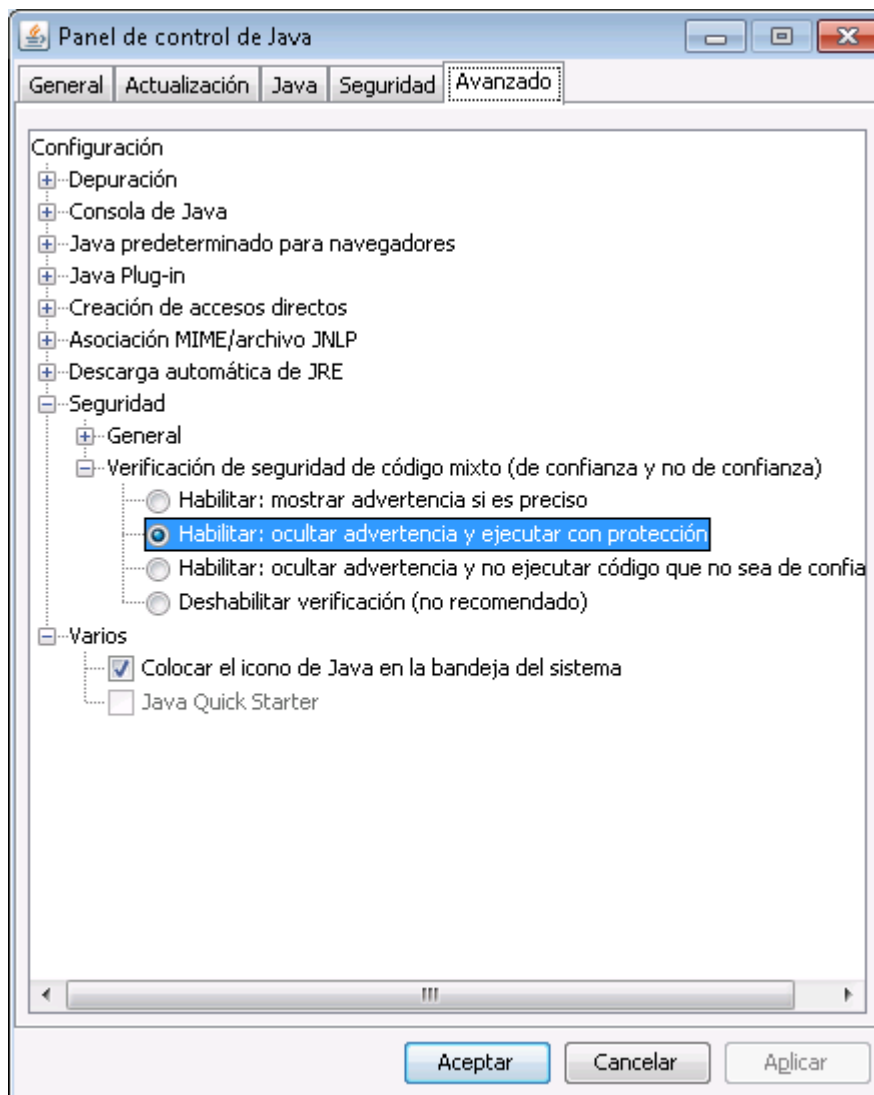 Panel de control de Java
General Actualización Java Seguridad Avanzado
Configuración
Depuración
Consola de Java
Java predeterminado para navegadores
Java Plug-in
Creación de accesos directos
Asociación MIME/archivo JNLP
Descarga automática de JRE
Seguridad
General
Verificación de seguridad de código mixto (de confianza y no de confianza)
Habilitar: mostrar advertencia si es preciso
Habilitar: ocultar advertencia y ejecutar con protección
Habilitar: ocultar advertencia y no ejecutar código que no sea de confia
Deshabilitar verificación (no recomendado)
Varios
Colocar el icono de Java en la bandeja del sistema
Java Quick Starter
Aceptar Cancelar Aplicar